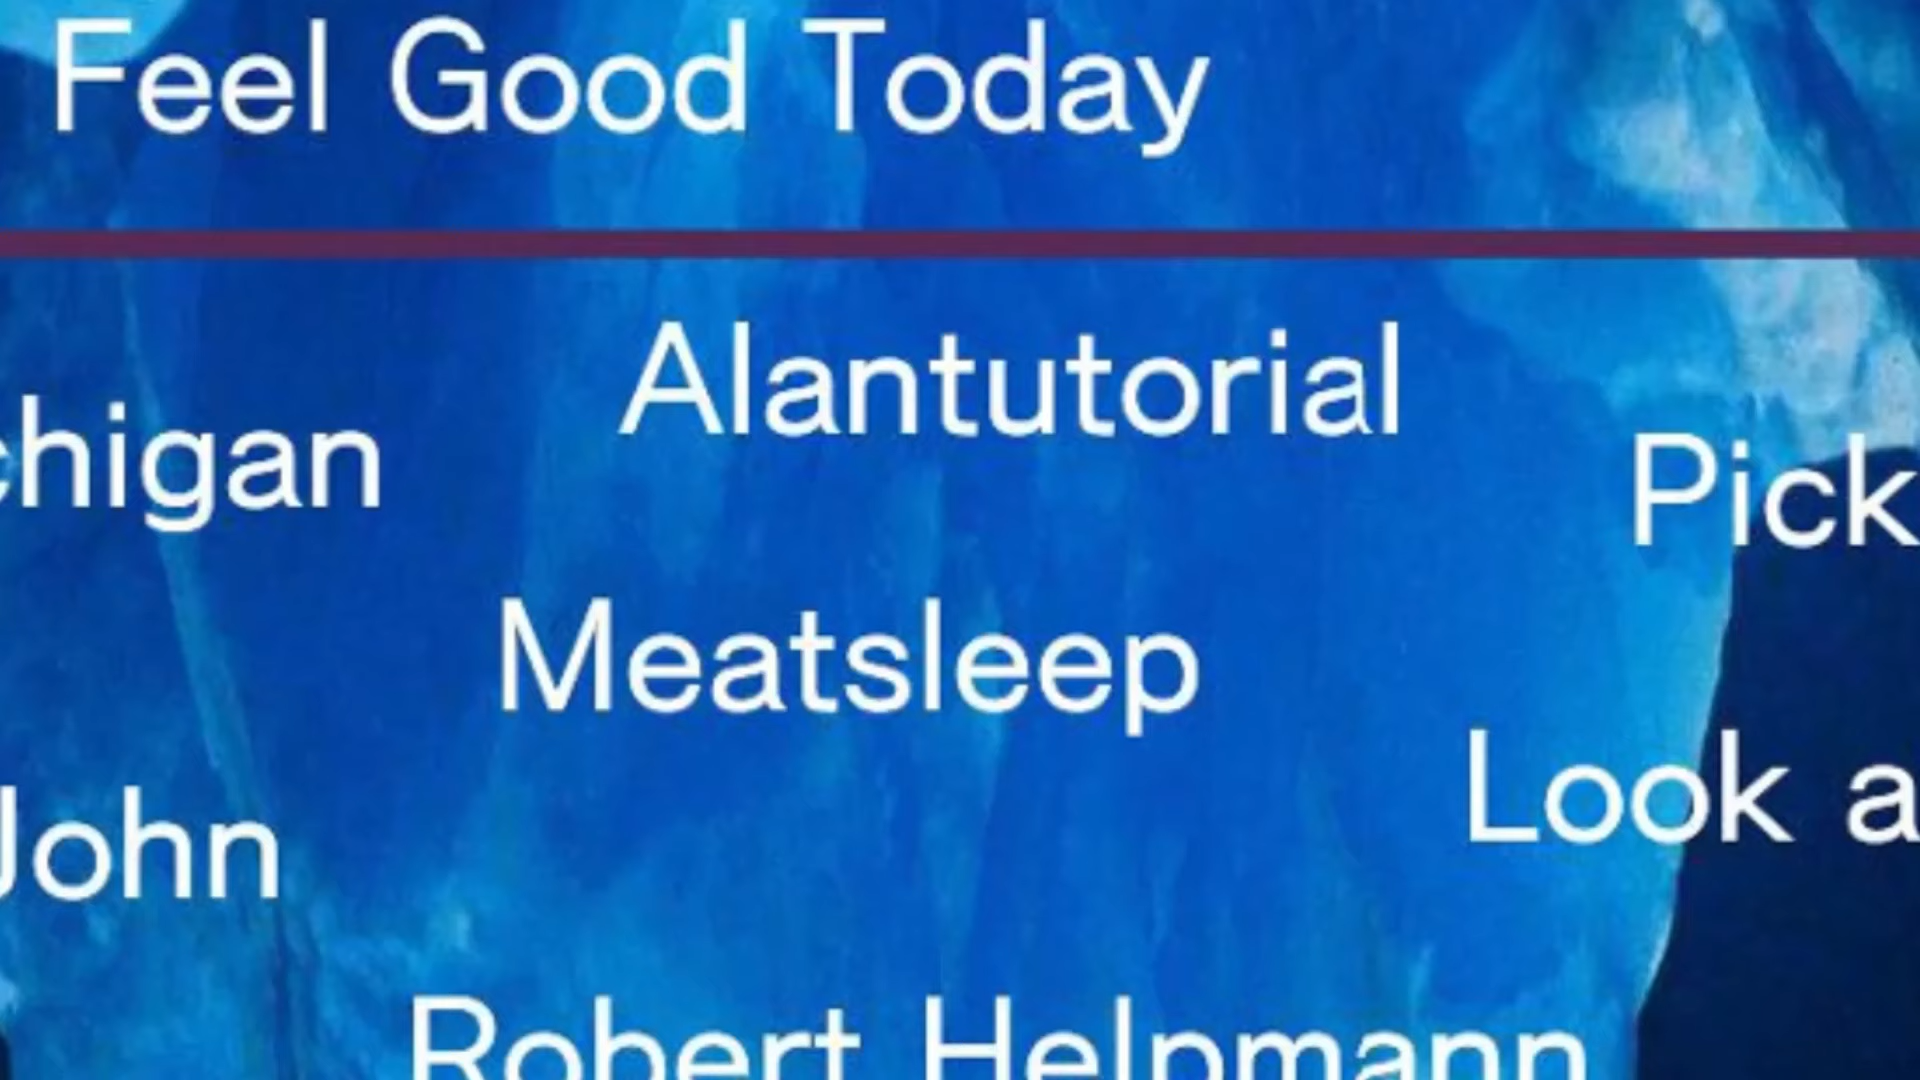 Feel Good Today
Alantutorial
chigan
Pick
Meatsleep
Look a
John
Robert Helpmann